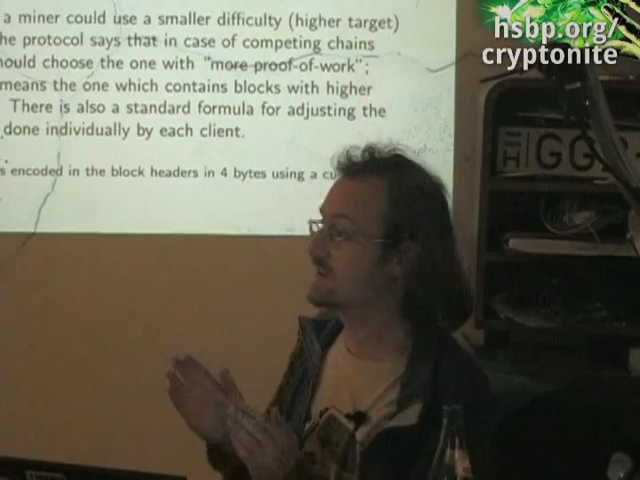 a miner could use a smaller difficulty (higher target)
he protocol says that in case of competing chains
ould choose the one with "more proof-of-work";
means the one which contains blocks with higher
There is also a standard formula for adjusting the
done individually by each client.
s encoded in the block headers in 4 bytes using a cu
hsbp.org/
cryptonite
GGB